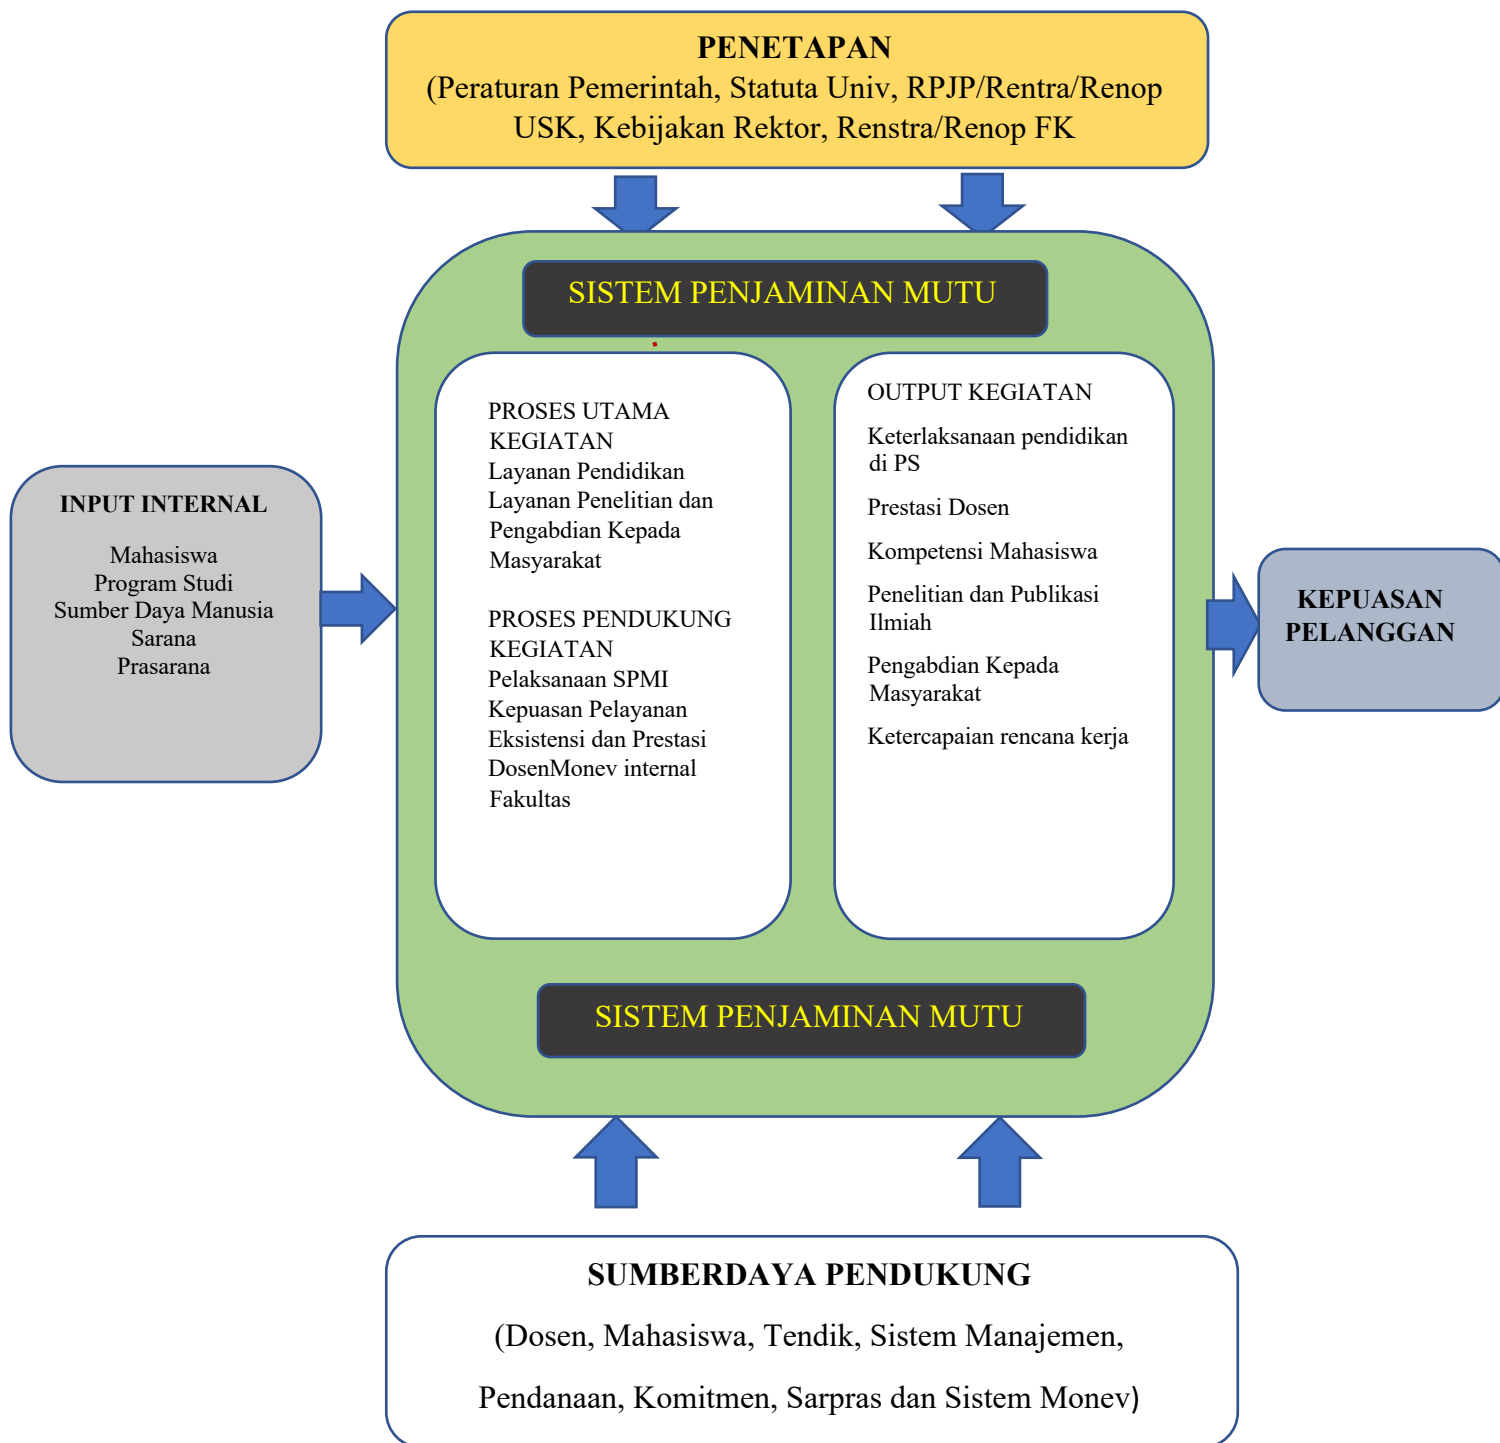 PENETAPAN
(Peraturan Pemerintah, Statuta Univ, RPJP/Rentra/Renop
USK, Kebijakan Rektor, Renstra/Renop FK
SISTEM PENJAMINAN MUTU
INPUT INTERNAL
Mahasiswa
Program Studi
Sumber Daya Manusia
Sarana
Prasarana
PROSES UTAMA
KEGIATAN
Layanan Pendidikan
Layanan Penelitian dan
Pengabdian Kepada
Masyarakat
PROSES PENDUKUNG
KEGIATAN
Pelaksanaan SPMI
Kepuasan Pelayanan
Eksistensi dan Prestasi
DosenMonev internal
Fakultas
OUTPUT KEGIATAN
Keterlaksanaan pendidikan
di PS
Prestasi Dosen
Kompetensi Mahasiswa
Penelitian dan Publikasi
Ilmiah
Pengabdian Kepada
Masyarakat
Ketercapaian rencana kerja
KEPUASAN
PELANGGAN
SISTEM PENJAMINAN MUTU
SUMBERDAYA PENDUKUNG
(Dosen, Mahasiswa, Tendik, Sistem Manajemen,
Pendanaan, Komitmen, Sarpras dan Sistem Monev)